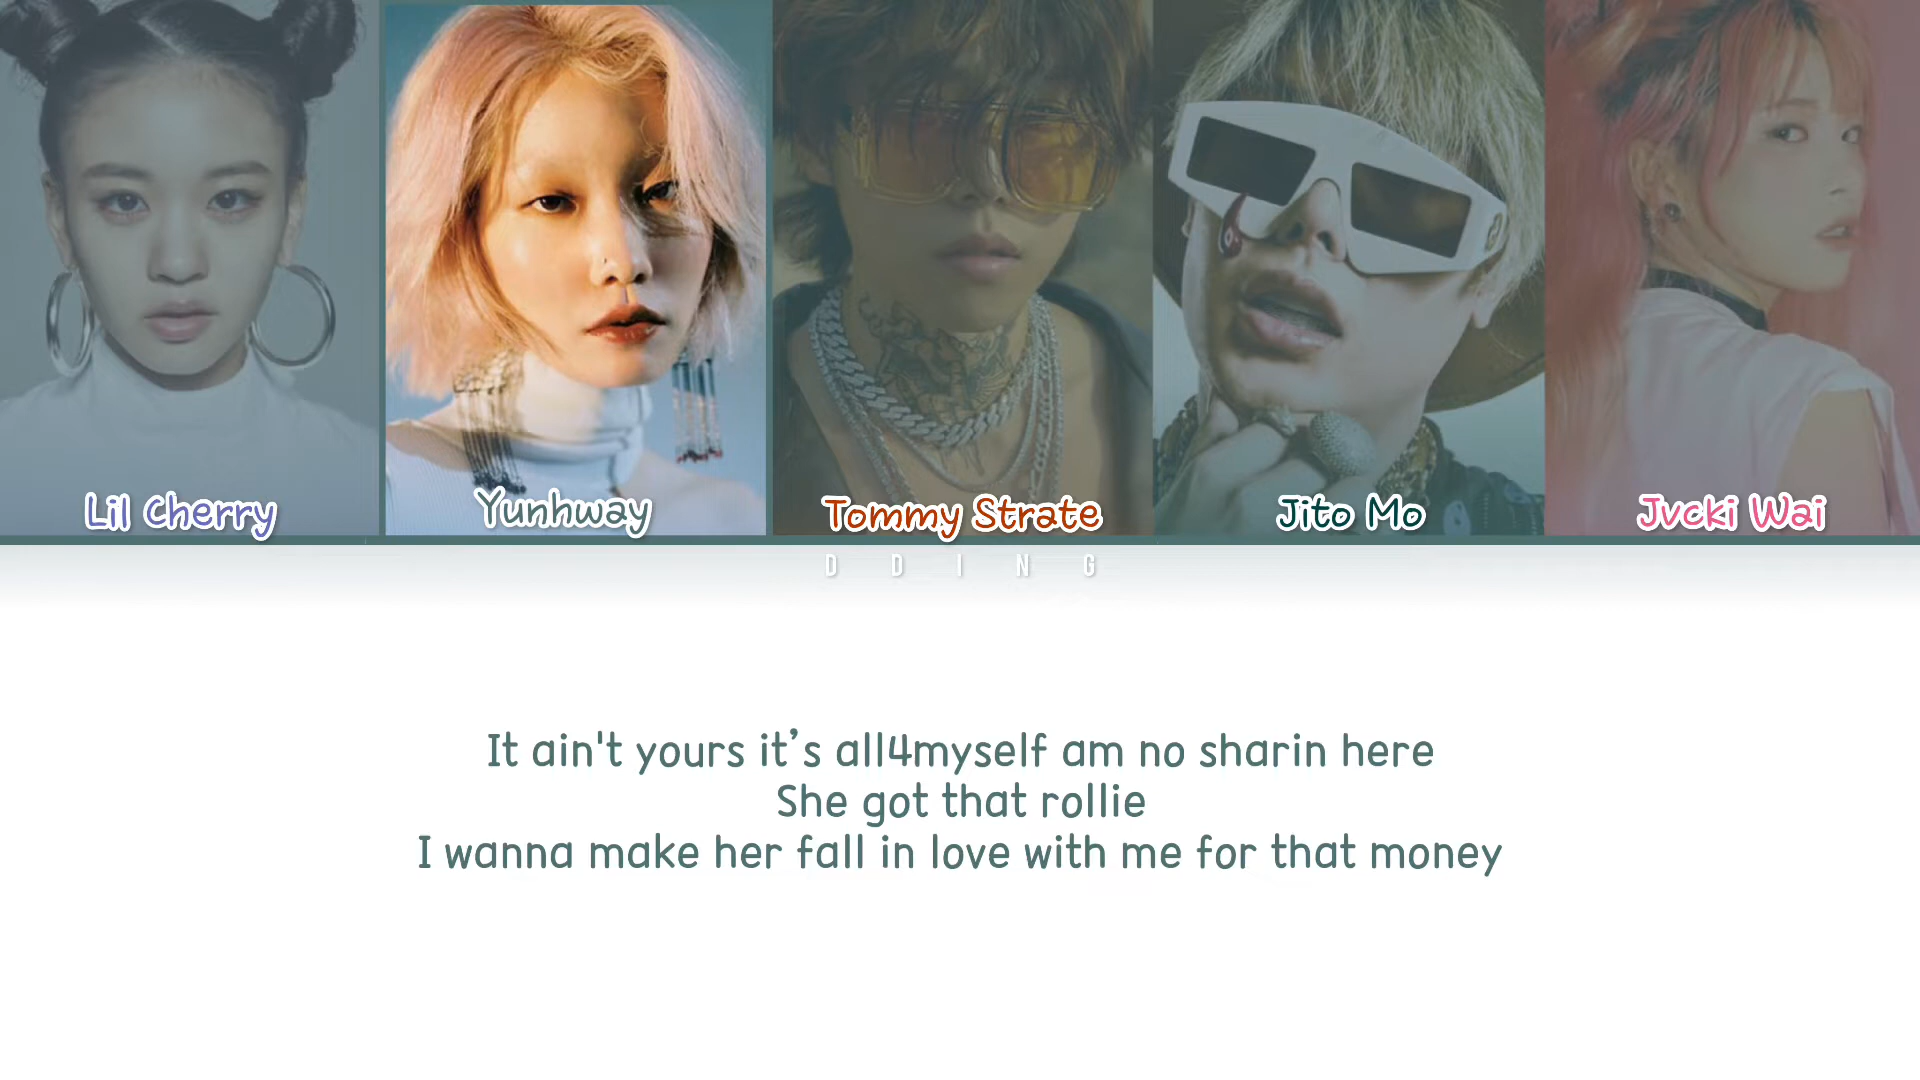 Lil Cherry
Yunhway
Tommy Strate
Jito Mo
Jvcki Wai
D D I N G
It ain't yours it’s all4myself am no sharin here
She got that rollie
I wanna make her fall in love with me for that money